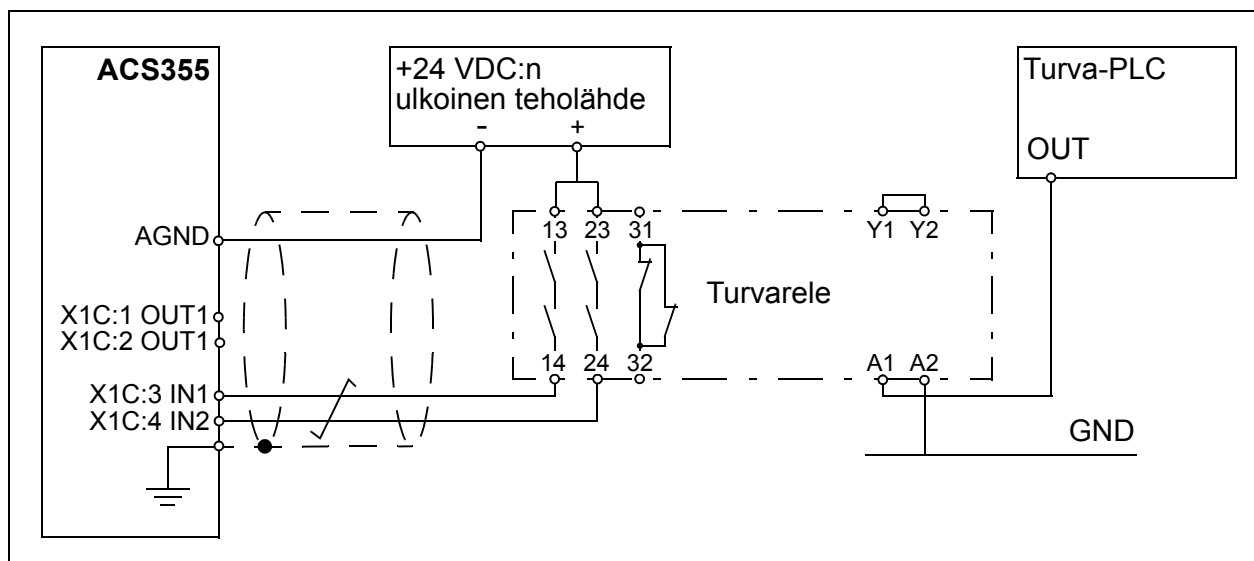 ACS355
+24 VDC:n
ulkoinen teholähde
- +
Turva-PLC
OUT
AGND
X1C:1 OUT1
X1C:2 OUT1
X1C:3 IN1
X1C:4 IN2
13 23 31
Y1 Y2
Turvarele
14 24 32
A1 A2
GND